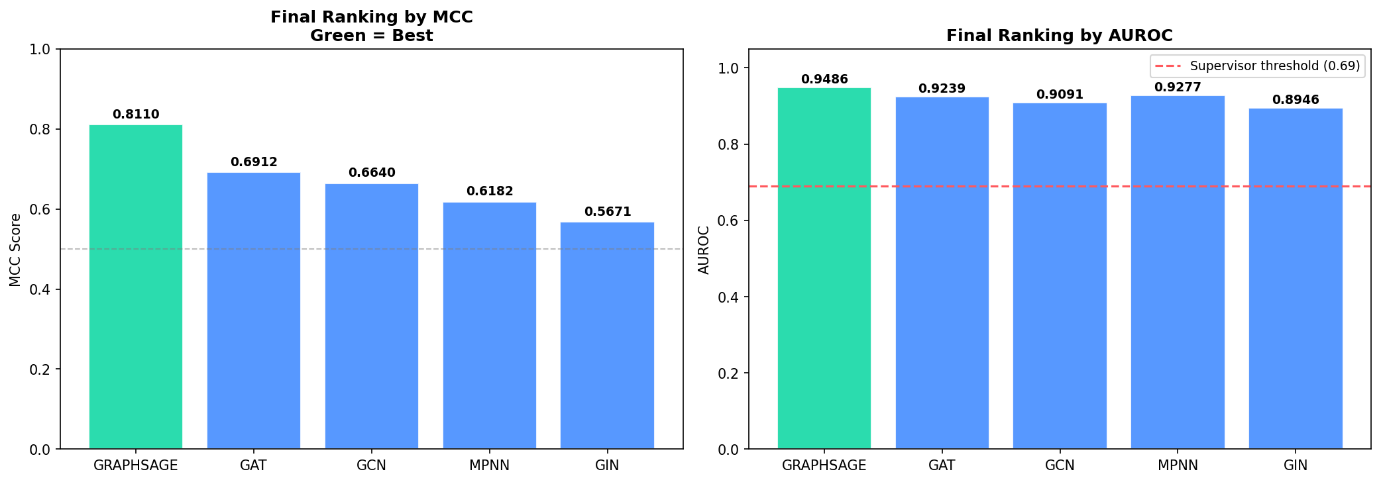 Final Ranking by MCC
Green = Best
MCC Score
1.0
0.8
0.6
0.4
0.2
0.0
0.8110
0.6912
0.6640
0.6182
0.5671
GRAPHSAGE
GAT
GCN
MPNN
GIN
Final Ranking by AUROC
Supervisor threshold (0.69)
AUROC
1.0
0.8
0.6
0.4
0.2
0.0
0.9486
0.9239
0.9091
0.9277
0.8946
GRAPHSAGE
GAT
GCN
MPNN
GIN